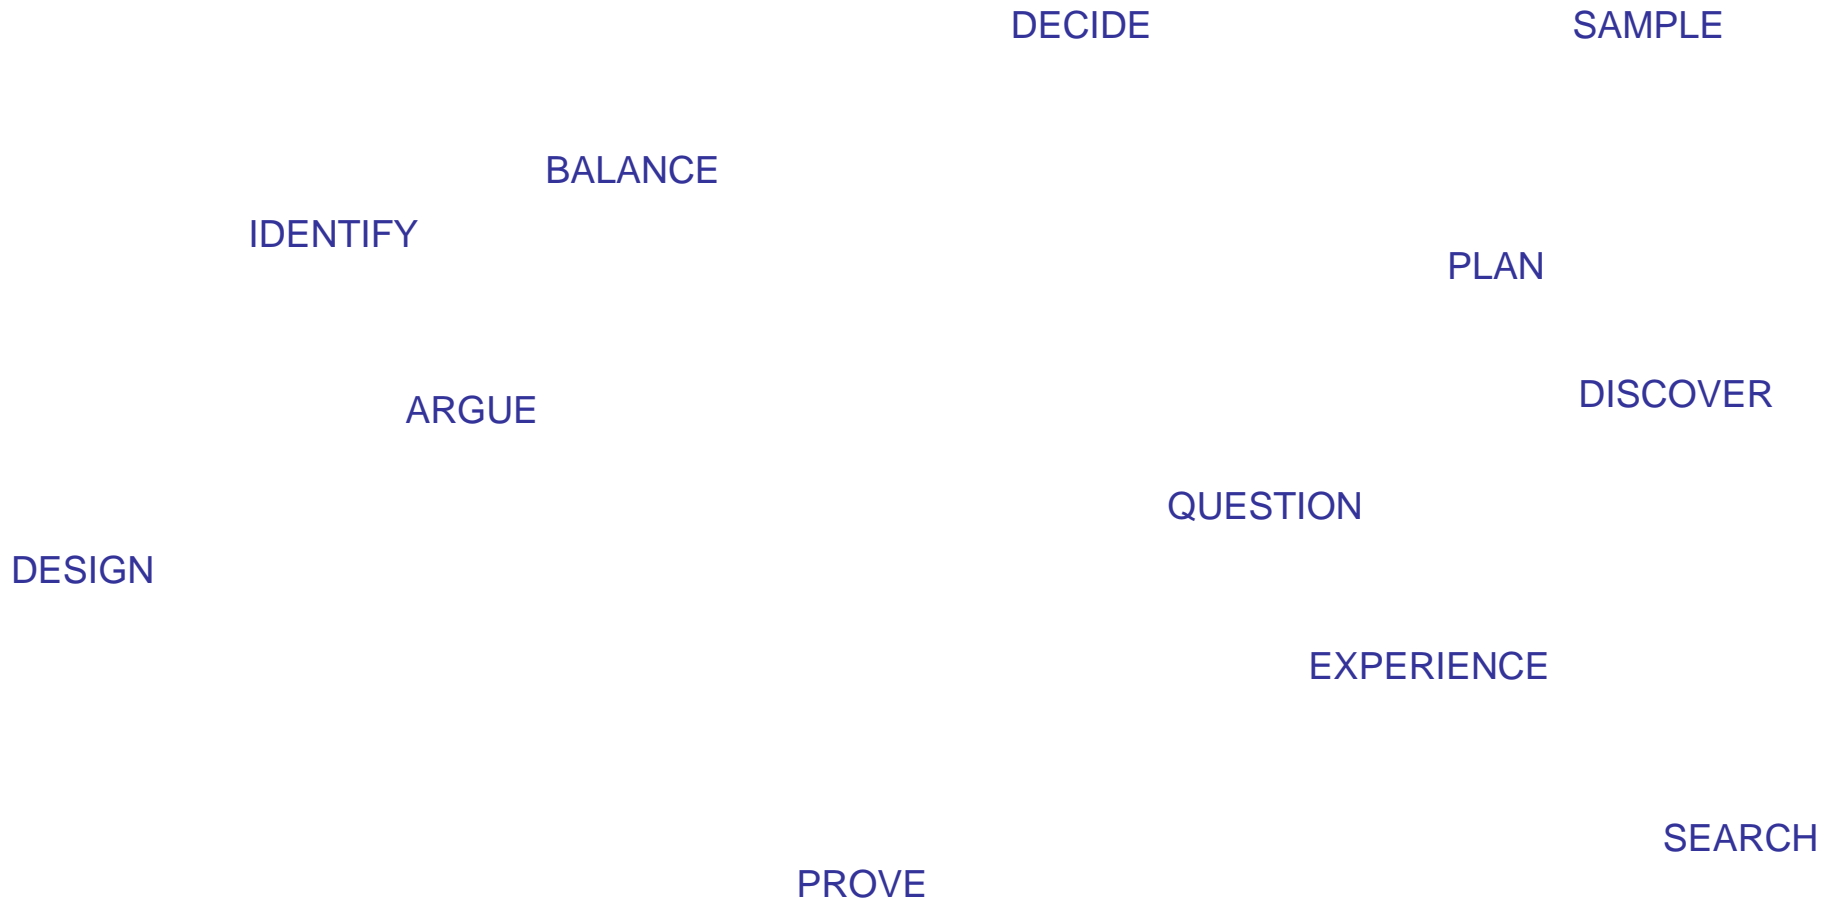 DECIDE
SAMPLE
BALANCE
IDENTIFY
PLAN
DISCOVER
ARGUE
QUESTION
DESIGN
EXPERIENCE
SEARCH
PROVE